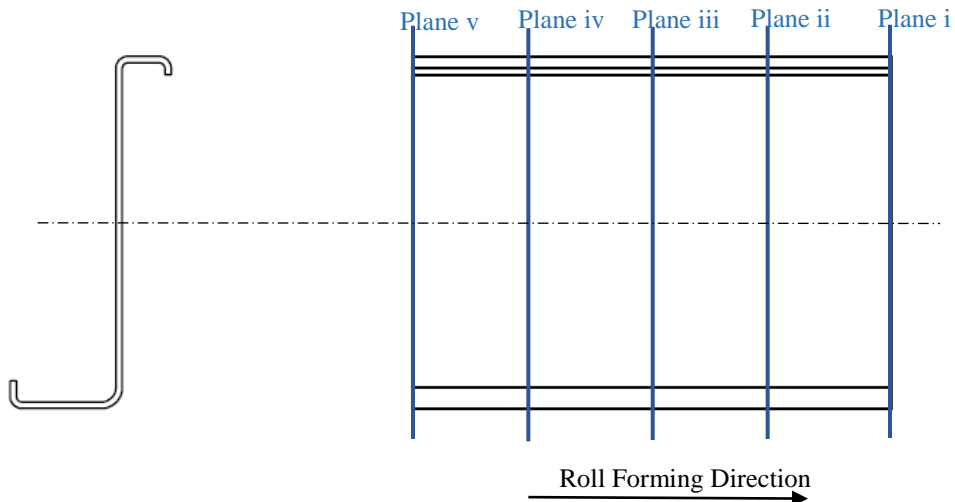 Plane v
Plane iv
Plane iii
Plane ii
Plane i
Roll Forming Direction